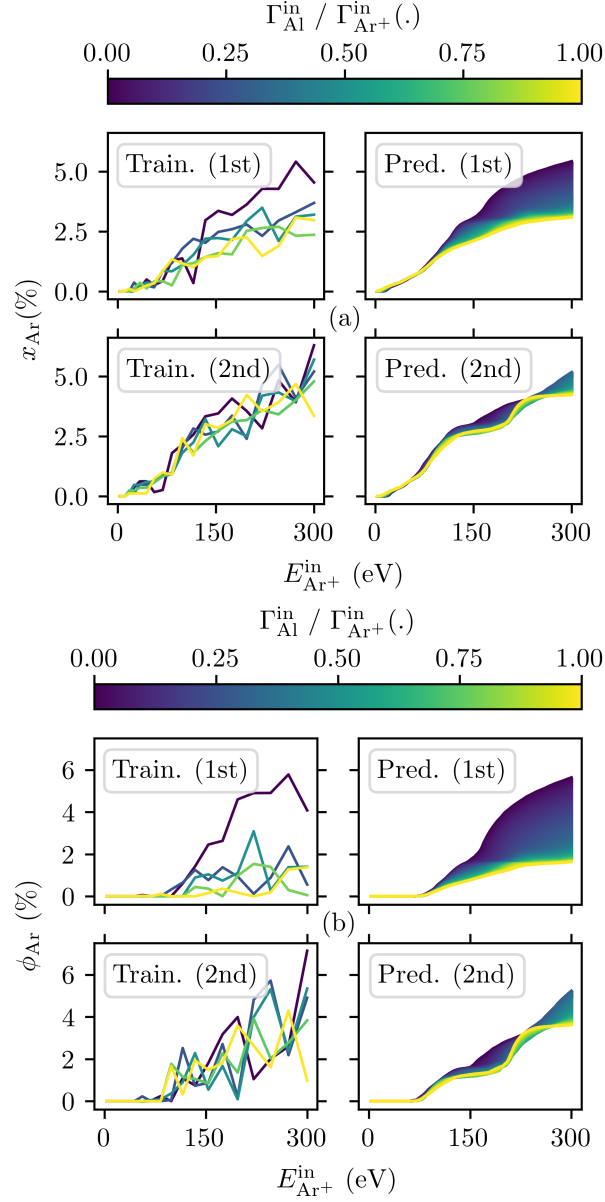 Γ^in_Al / Γ^in_Ar+(.)
0.00 0.25 0.50 0.75 1.00
Train. (1st) Pred. (1st)
5.0
2.5
0.0
x_Ar(%)
(a)
Train. (2nd) Pred. (2nd)
5.0
2.5
0.0
0 150 300 0 150 300
E^in_Ar+ (eV)
Γ^in_Al / Γ^in_Ar+(.)
0.00 0.25 0.50 0.75 1.00
Train. (1st) Pred. (1st)
6
4
2
0
ϕ_Ar (%)
(b)
Train. (2nd) Pred. (2nd)
6
4
2
0
0 150 300 0 150 300
E^in_Ar+ (eV)